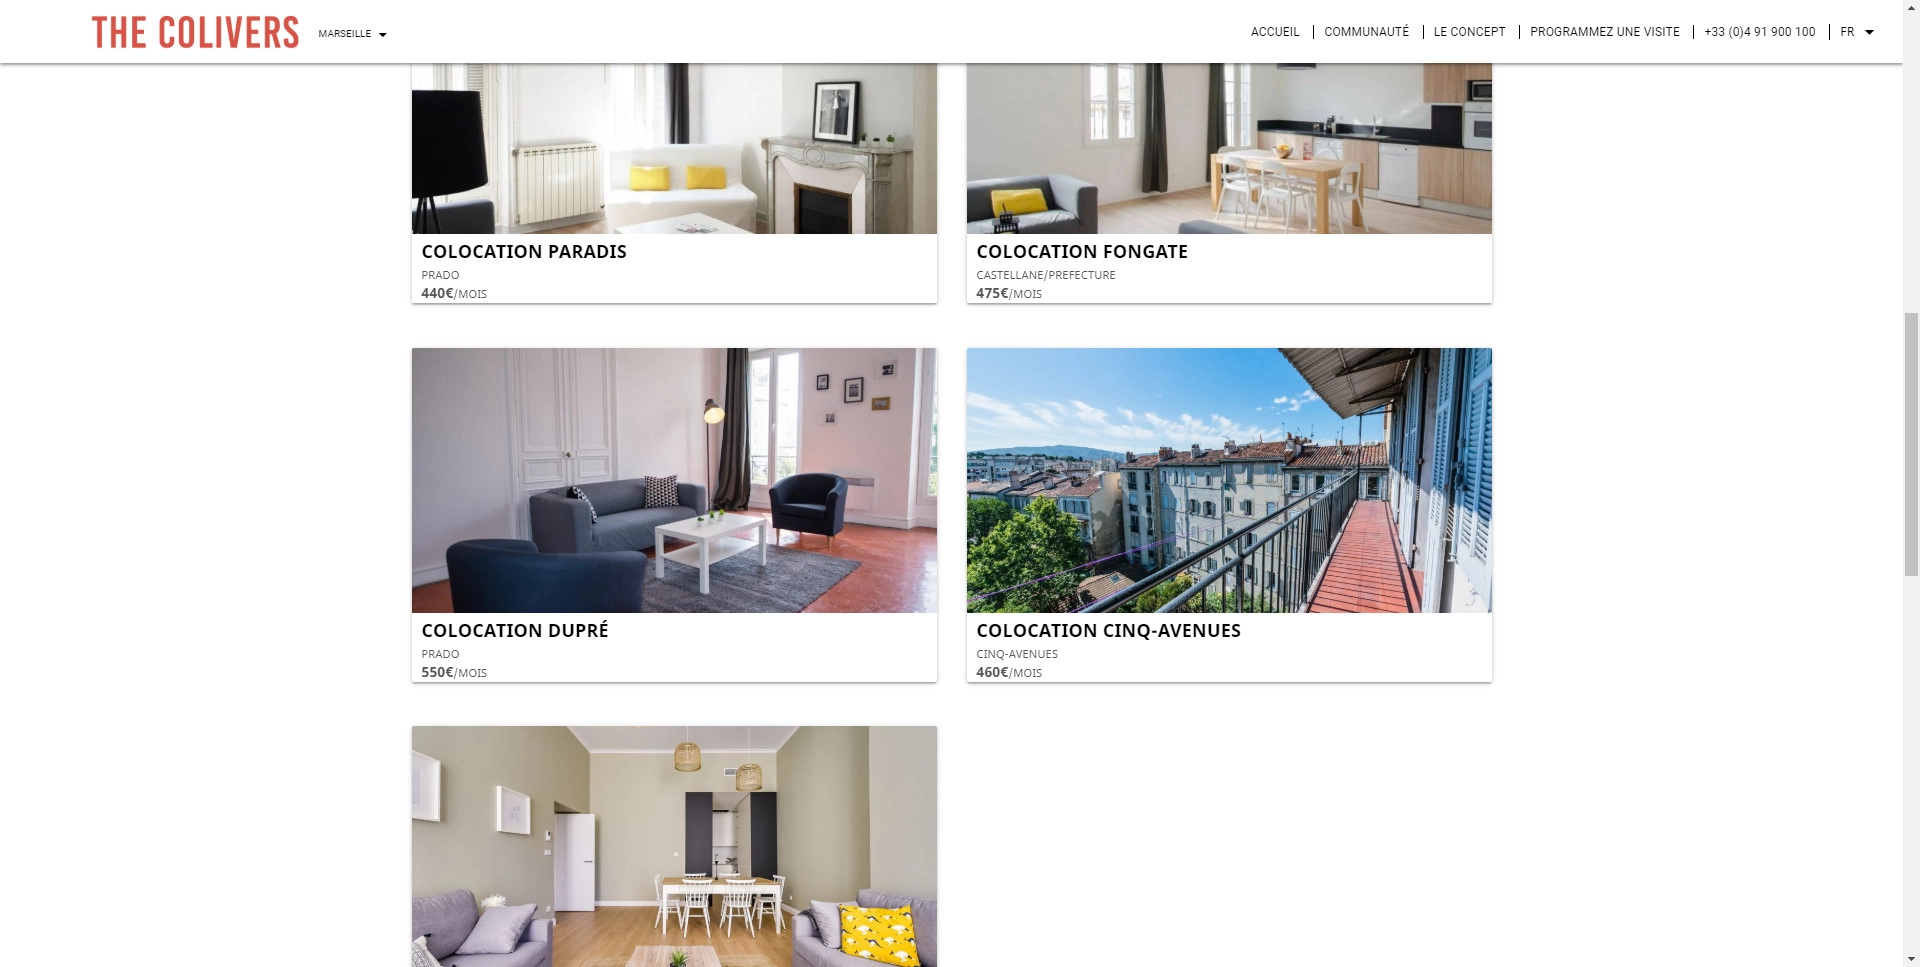 THE COLIVERS
MARSEILLE
ACCUEIL
COMMUNAUTÉ
LE CONCEPT
PROGRAMMEZ UNE VISITE
+33 (0)4 91 900 100
FR
COLOCATION PARADIS
PRADO
440€/MOIS
COLOCATION FONGATE
CASTELLANE/PREFECTURE
475€/MOIS
COLOCATION DUPRÉ
PRADO
550€/MOIS
COLOCATION CINQ-AVENUES
CINQ-AVENUES
460€/MOIS